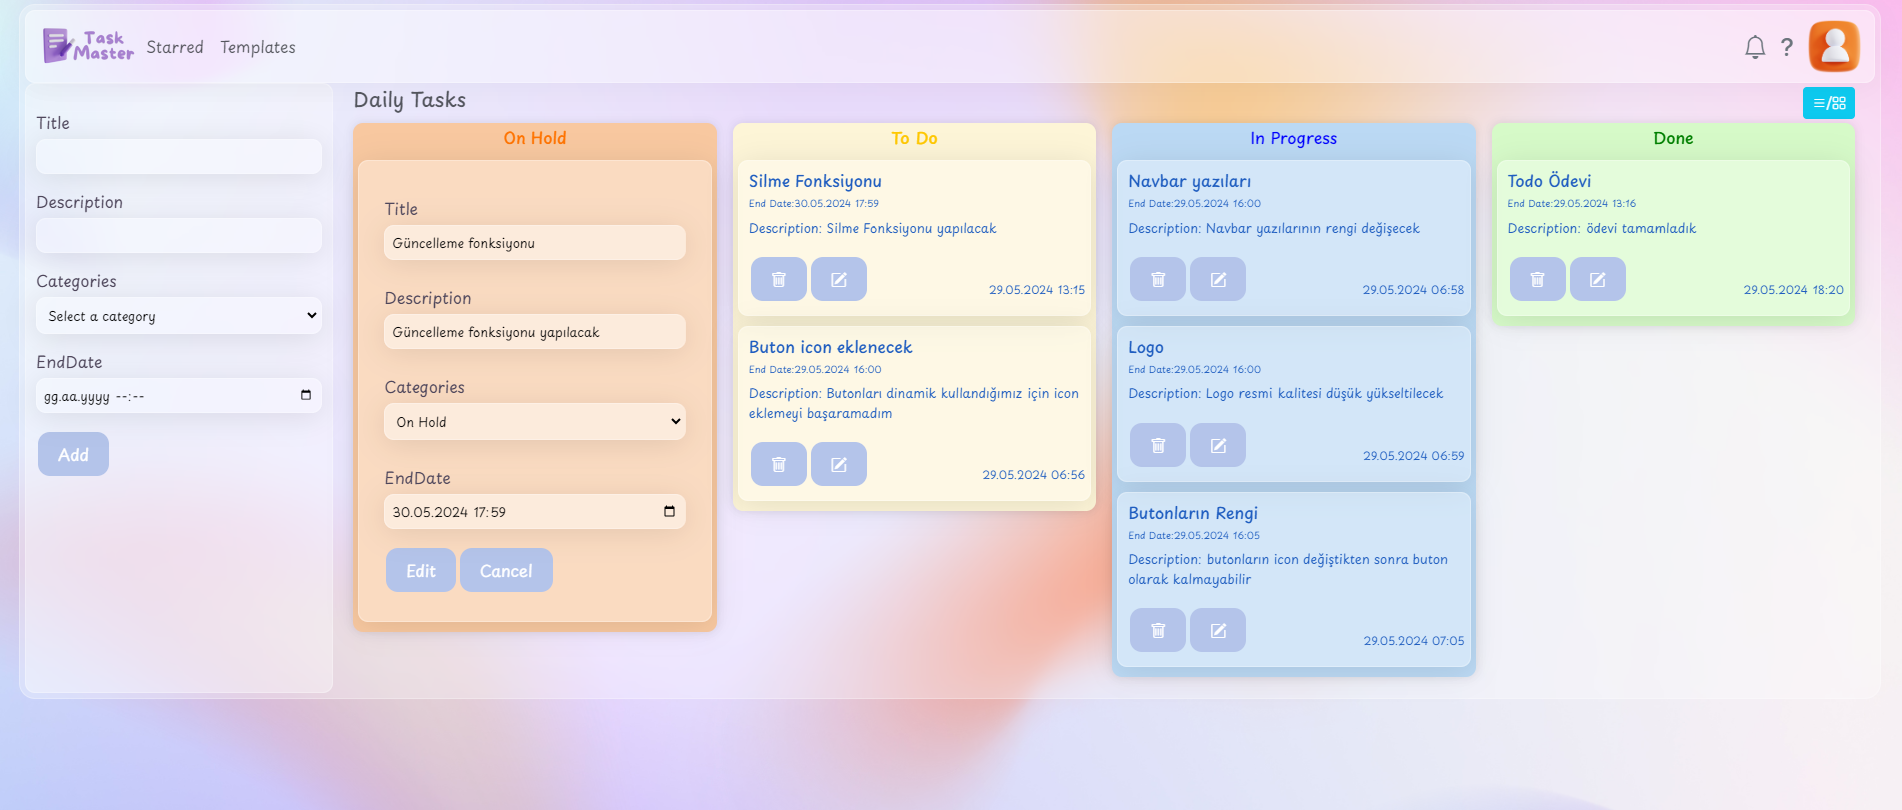 Task
Master
Starred
Templates
?
Title
Description
Categories
Select a category
EndDate
gg.aa.yyyy --:--
Add
Daily Tasks
On Hold
Title
Güncelleme fonksiyonu
Description
Güncelleme fonksiyonu yapılacak
Categories
On Hold
EndDate
30.05.2024 17:59
Edit
Cancel
To Do
Silme Fonksiyonu
End Date:30.05.2024 17:59
Description: Silme Fonksiyonu yapılacak
29.05.2024 13:15
Buton icon eklenecek
End Date:29.05.2024 16:00
Description: Butonları dinamik kullandığımız için icon
eklemeyi başaramadım
29.05.2024 06:56
In Progress
Navbar yazıları
End Date:29.05.2024 16:00
Description: Navbar yazılarının rengi değişecek
29.05.2024 06:58
Logo
End Date:29.05.2024 16:00
Description: Logo resmi kalitesi düşük yükseltilecek
29.05.2024 06:59
Butonların Rengi
End Date:29.05.2024 16:05
Description: butonların icon değiştikten sonra buton
olarak kalmayabilir
29.05.2024 07:05
Done
Todo Ödevi
End Date:29.05.2024 13:16
Description: ödevi tamamladık
29.05.2024 18:20